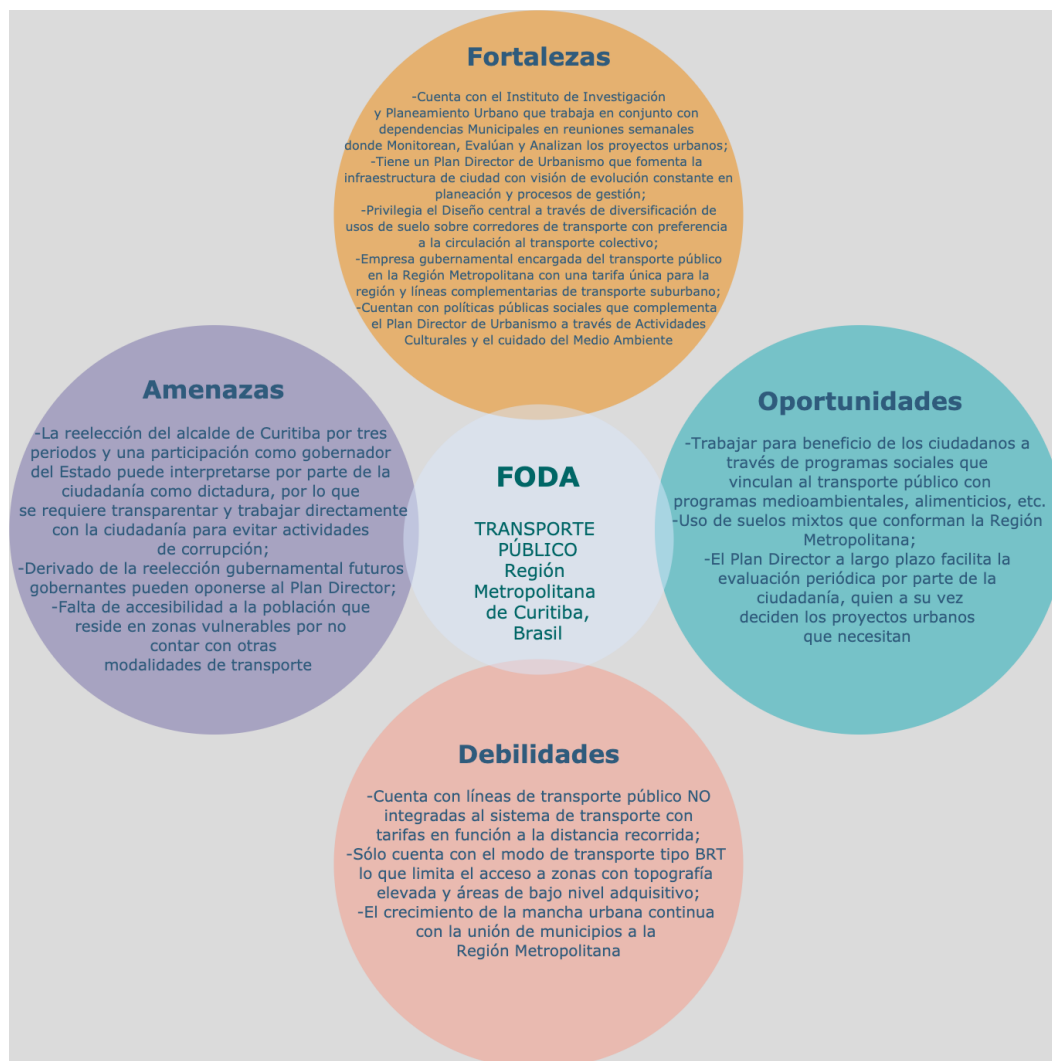 Fortalezas
-Cuenta con el Instituto de Investigación
y Planeamiento Urbano que trabaja en conjunto con
dependencias Municipales en reuniones semanales
donde Monitorean, Evalúan y Analizan los proyectos urbanos;
-Tiene un Plan Director de Urbanismo que fomenta la
infraestructura de ciudad con visión de evolución constante en
planeación y procesos de gestión;
-Privilegia el Diseño central a través de diversificación de
usos de suelo sobre corredores de transporte con preferencia
a la circulación al transporte colectivo;
-Empresa gubernamental encargada del transporte público
en la Región Metropolitana con una tarifa única para la
región y líneas complementarias de transporte suburbano;
-Cuentan con políticas públicas sociales que complementa
el Plan Director de Urbanismo a través de Actividades
Culturales y el cuidado del Medio Ambiente
Amenazas
-La reelección del alcalde de Curitiba por tres
periodos y una participación como gobernador
del Estado puede interpretarse por parte de la
ciudadanía como dictadura, por lo que
se requiere transparentar y trabajar directamente
con la ciudadanía para evitar actividades
de corrupción;
-Derivado de la reelección gubernamental futuros
gobernantes pueden oponerse al Plan Director;
-Falta de accesibilidad a la población que
reside en zonas vulnerables por no
contar con otras
modalidades de transporte
FODA
TRANSPORTE
PÚBLICO
Región
Metropolitana
de Curitiba,
Brasil
Oportunidades
-Trabajar para beneficio de los ciudadanos a
través de programas sociales que
vinculan al transporte público con
programas medioambientales, alimenticios, etc.
-Uso de suelos mixtos que conforman la Región
Metropolitana;
-El Plan Director a largo plazo facilita la
evaluación periódica por parte de la
ciudadanía, quien a su vez
deciden los proyectos urbanos
que necesitan
Debilidades
-Cuenta con líneas de transporte público NO
integradas al sistema de transporte con
tarifas en función a la distancia recorrida;
-Sólo cuenta con el modo de transporte tipo BRT
lo que limita el acceso a zonas con topografía
elevada y áreas de bajo nivel adquisitivo;
-El crecimiento de la mancha urbana continua
con la unión de municipios a la
Región Metropolitana